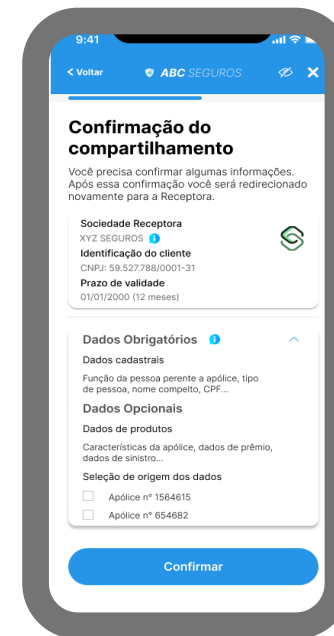 9:41
< Voltar
ABC SEGUROS
Confirmação do
compartilhamento
Você precisa confirmar algumas informações.
Após essa confirmação você será redirecionado
novamente para a Receptora.
Sociedade Receptora
XYZ SEGUROS
Identificação do cliente
CNPJ: 59.527.788/0001-31
Prazo de validade
01/01/2000 (12 meses)
Dados Obrigatórios
Dados cadastrais
Função da pessoa perente a apólice, tipo
de pessoa, nome compelto, CPF...
Dados Opcionais
Dados de produtos
Características da apólice, dados de prêmio,
dados de sinistro...
Seleção de origem dos dados
Apólice n° 1564615
Apólice n° 654682
Confirmar